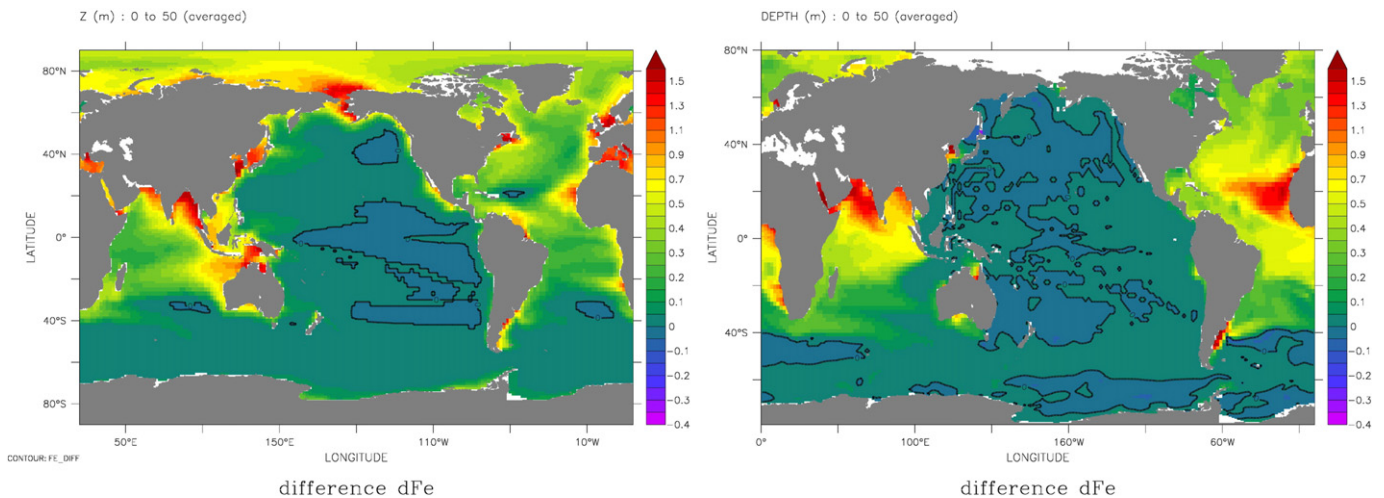 Z (m) : 0 to 50 (averaged)
80°N
40°N
0°
40°S
80°S
LATITUDE
50°E
150°E
110°W
10°W
LONGITUDE
1.5
1.3
1.1
0.9
0.7
0.5
0.4
0.3
0.2
0.1
0
-0.1
-0.2
-0.3
-0.4
CONTOUR: FE_DIFF
difference dFe
DEPTH (m) : 0 to 50 (averaged)
80°N
40°N
0°
40°S
LATITUDE
0°
100°E
160°W
60°W
LONGITUDE
1.5
1.3
1.1
0.9
0.7
0.5
0.4
0.3
0.2
0.1
0
-0.1
-0.2
-0.3
-0.4
difference dFe